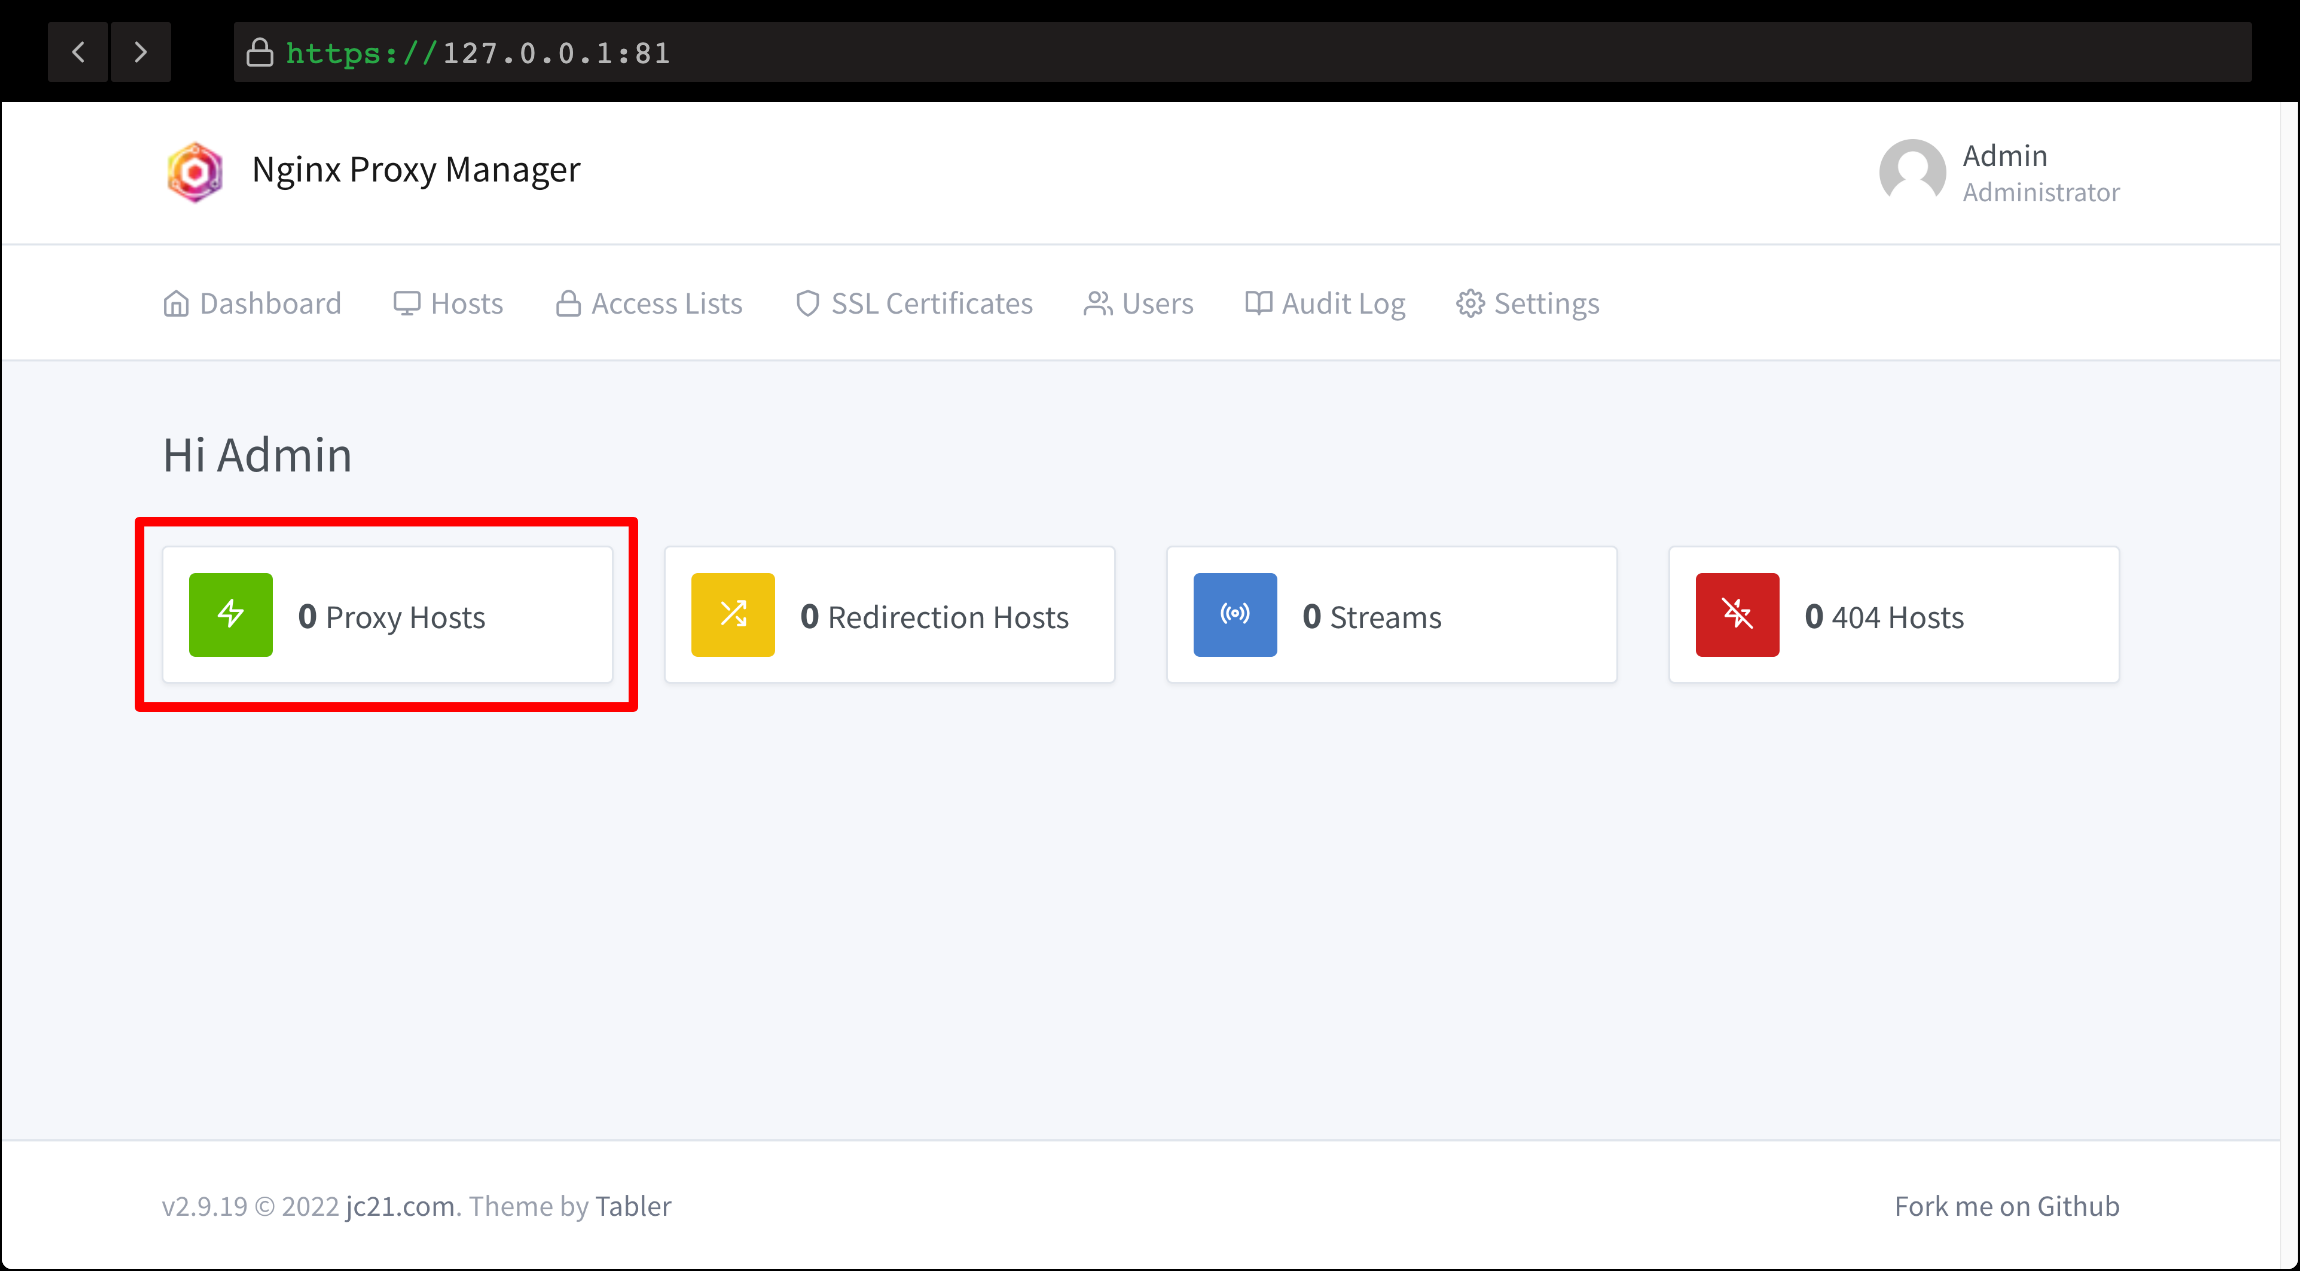 https://127.0.0.1:81
Nginx Proxy Manager
Admin
Administrator
Dashboard Hosts Access Lists SSL Certificates Users Audit Log Settings
Hi Admin
0 Proxy Hosts
0 Redirection Hosts
0 Streams
0 404 Hosts
v2.9.19 © 2022 jc21.com. Theme by Tabler
Fork me on Github